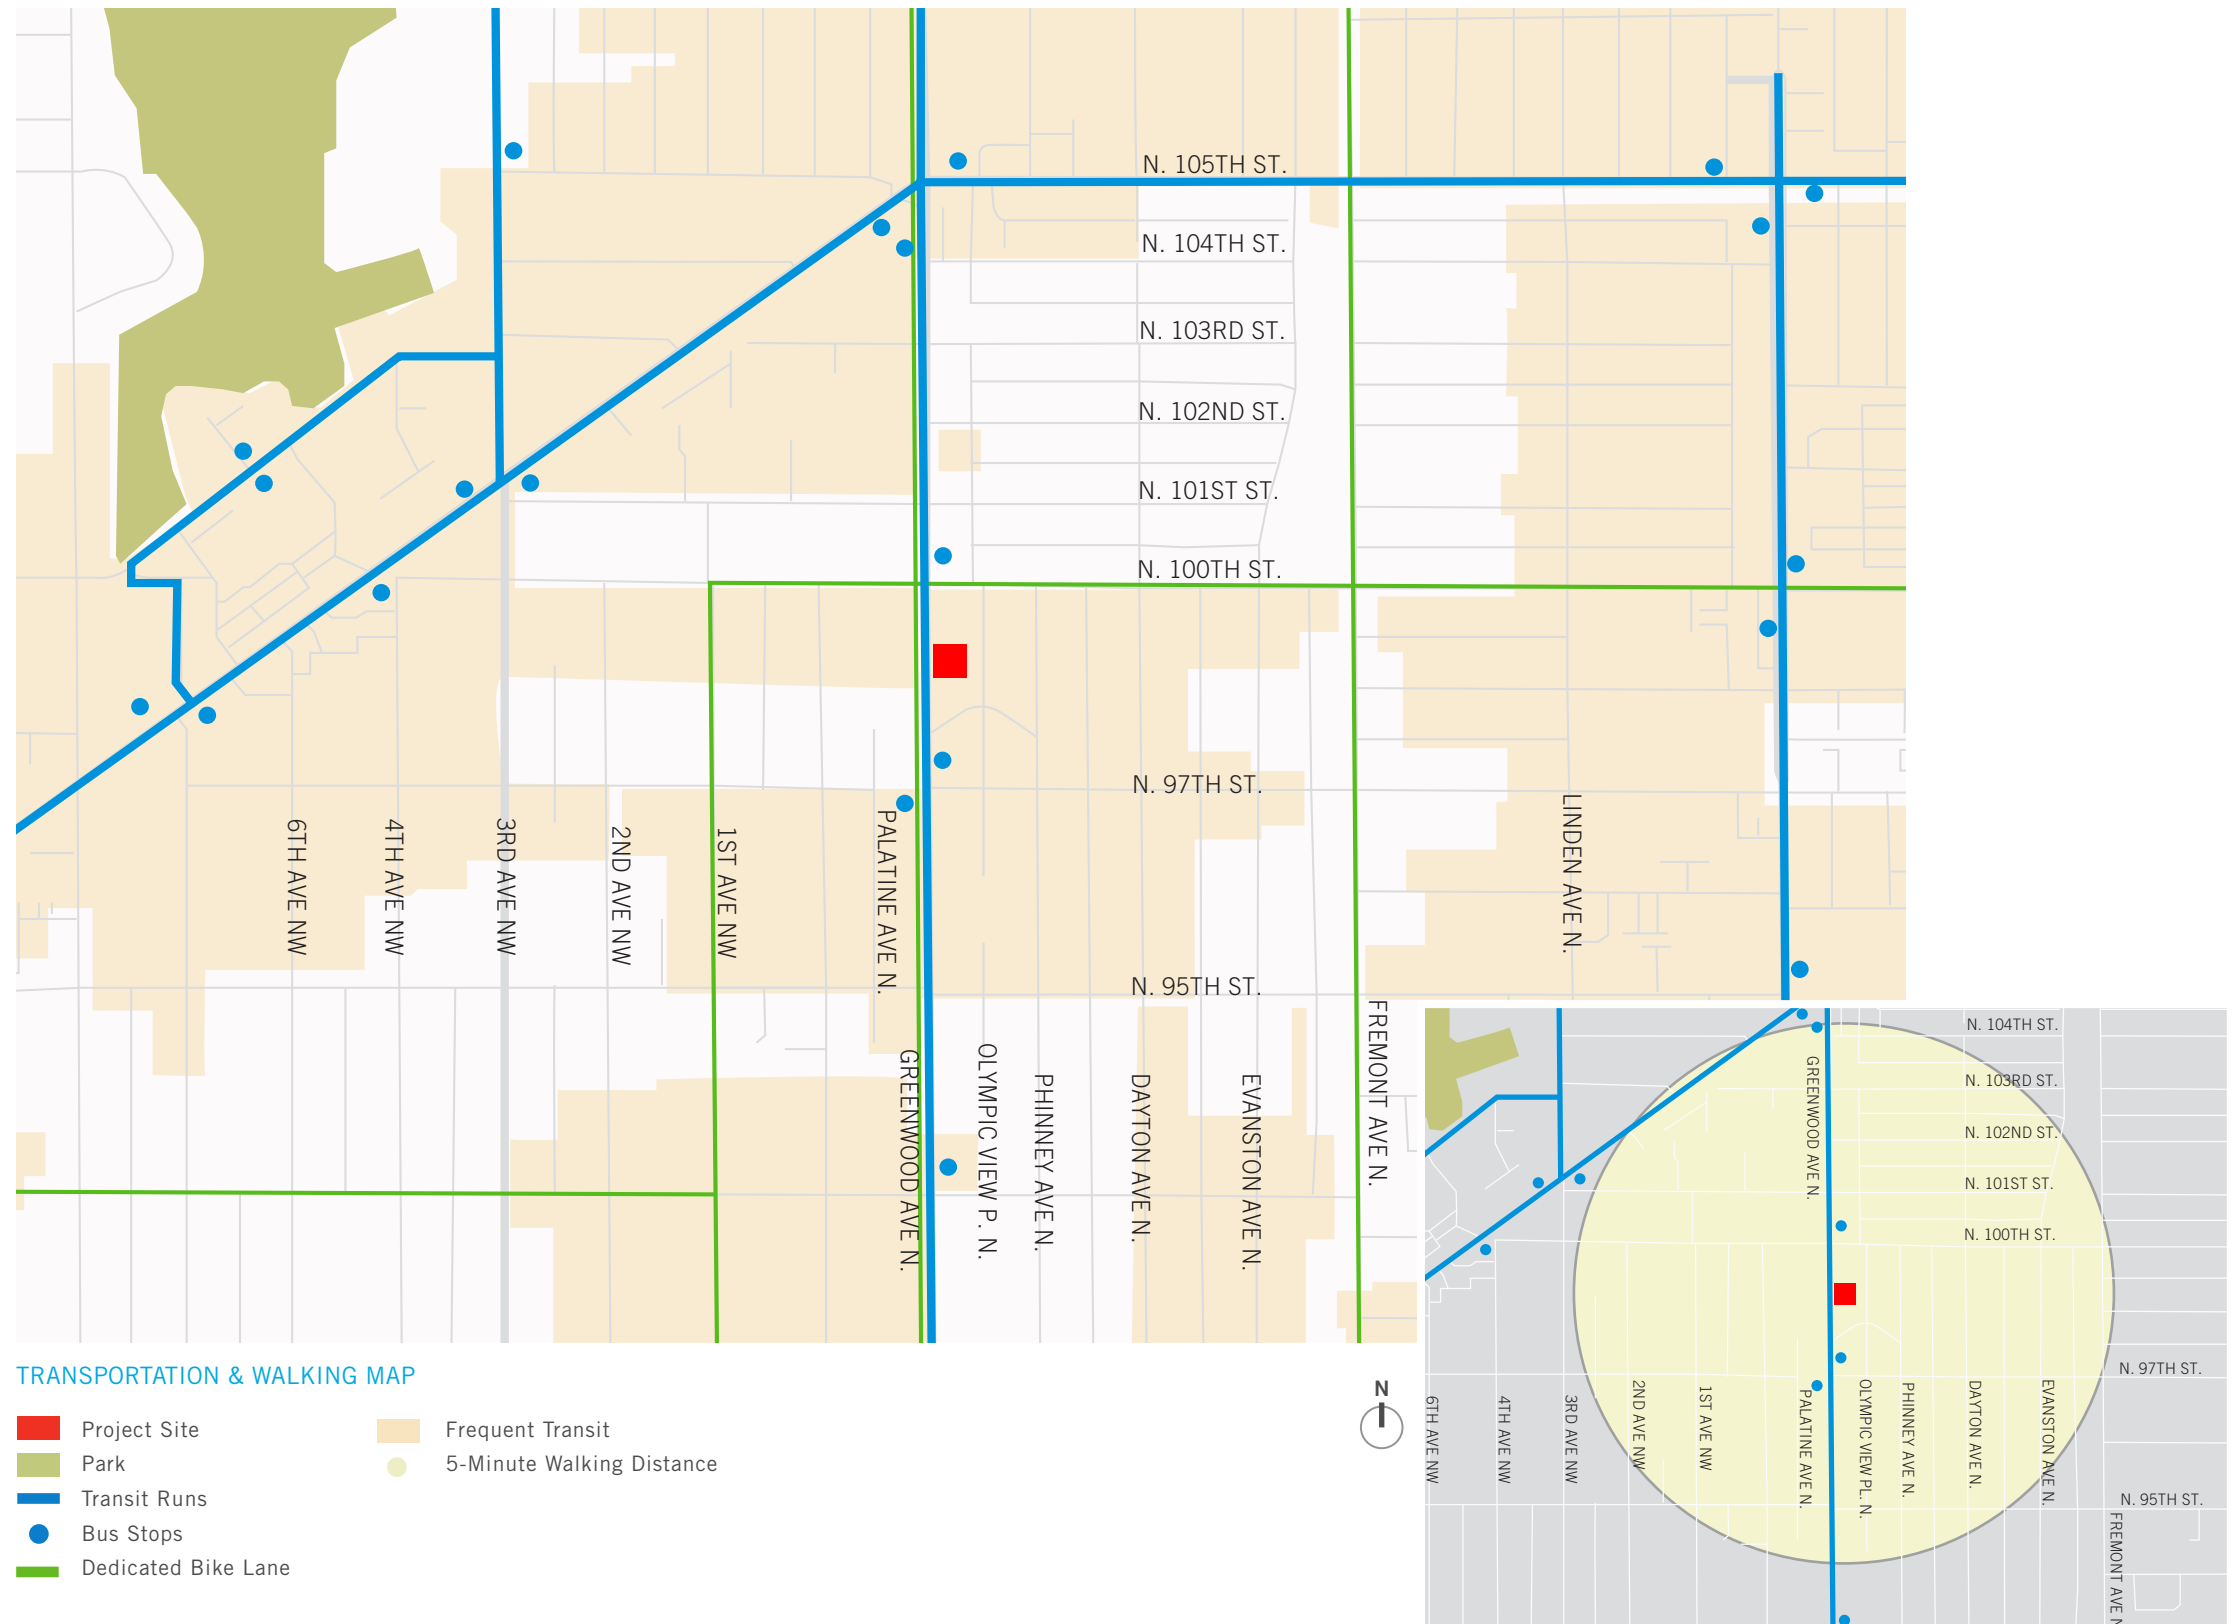 N. 105TH ST.
N. 104TH ST.
N. 103RD ST.
N. 102ND ST.
N. 101ST ST.
N. 100TH ST.
N. 97TH ST.
N. 95TH ST.
6TH AVE NW
4TH AVE NW
3RD AVE NW
2ND AVE NW
1ST AVE NW
PALATINE AVE N.
GREENWOOD AVE N.
OLYMPIC VIEW P. N.
PHINNEY AVE N.
DAYTON AVE N.
EVANSTON AVE N.
FREMONT AVE N.
LINDEN AVE N.
TRANSPORTATION & WALKING MAP
Project Site
Park
Transit Runs
Bus Stops
Dedicated Bike Lane
Frequent Transit
5-Minute Walking Distance
N
N. 104TH ST.
N. 103RD ST.
N. 102ND ST.
N. 101ST ST.
N. 100TH ST.
N. 97TH ST.
N. 95TH ST.
GREENWOOD AVE N.
6TH AVE NW
4TH AVE NW
3RD AVE NW
2ND AVE NW
1ST AVE NW
PALATINE AVE N.
OLYMPIC VIEW PL. N.
PHINNEY AVE N.
DAYTON AVE N.
EVANSTON AVE N.
FREMONT AVE N